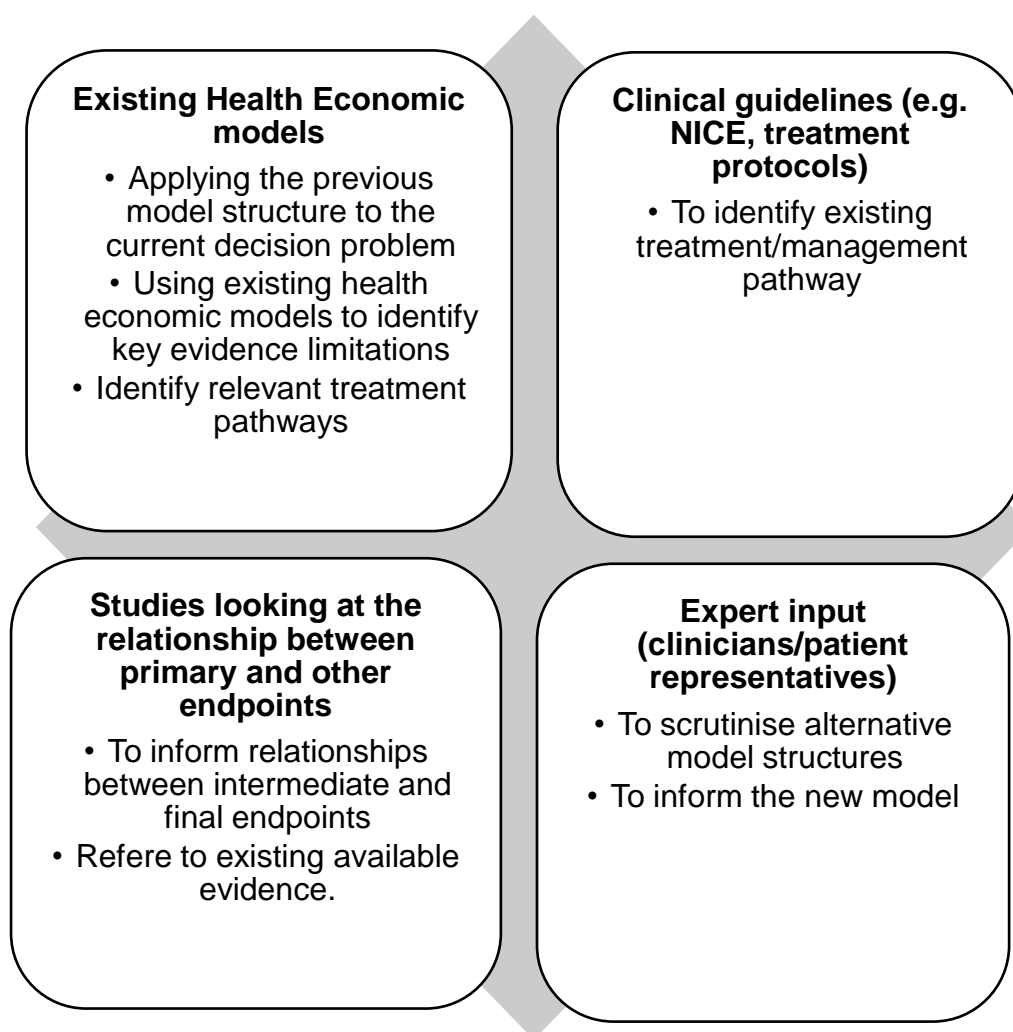 Existing Health Economic
models
• Applying the previous
model structure to the
current decision problem
• Using existing health
economic models to identify
key evidence limitations
• Identify relevant treatment
pathways
Clinical guidelines (e.g.
NICE, treatment
protocols)
• To identify existing
treatment/management
pathway
Studies looking at the
relationship between
primary and other
endpoints
• To inform relationships
between intermediate and
final endpoints
• Refere to existing available
evidence.
Expert input
(clinicians/patient
representatives)
• To scrutinise alternative
model structures
• To inform the new model